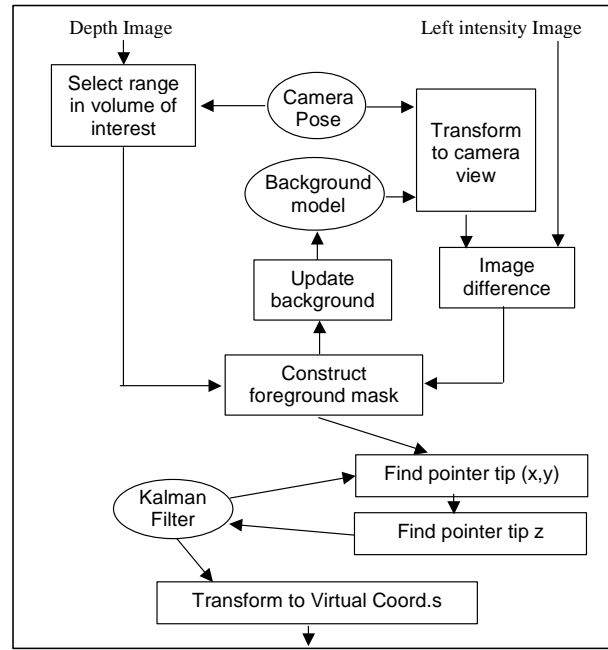 Depth Image
Left intensity Image
Select range
in volume of
interest
Camera
Pose
Transform
to camera
view
Background
model
Update
background
Image
difference
Construct
foreground mask
Find pointer tip (x,y)
Kalman
Filter
Find pointer tip z
Transform to Virtual Coord.s